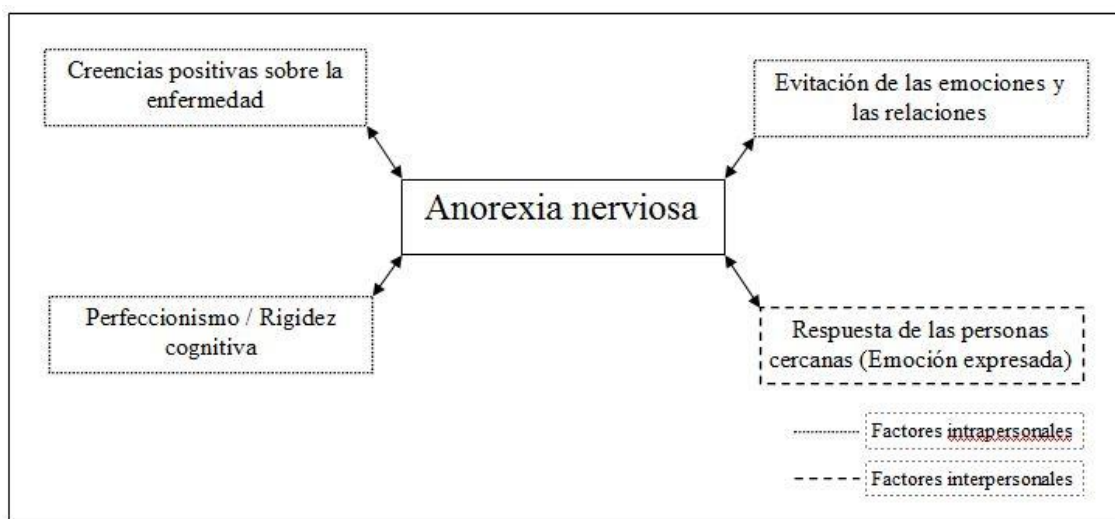 Creencias positivas sobre la
enfermedad
Evitación de las emociones y
las relaciones
Anorexia nerviosa
Perfeccionismo / Rigidez
cognitiva
Respuesta de las personas
cercanas (Emoción expresada)
Factores intrapersonales
Factores interpersonales